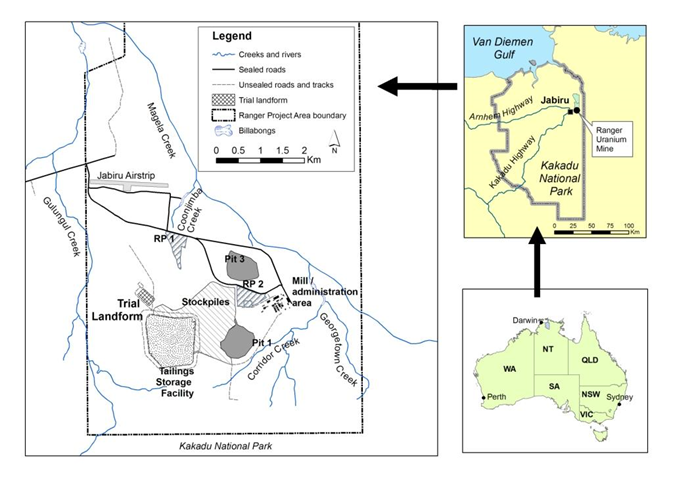 Legend
Creeks and rivers
Sealed roads
Unsealed roads and tracks
Trial landform
Ranger Project Area boundary
Billabongs
N
0 0.5 1 1.5 2
Km
Magela Creek
Jabiru Airstrip
Gulungul Creek
Coonjimba
Creek
RP 1
Pit 3
RP 2
Mill /
administration
area
Stockpiles
Trial
Landform
Pit 1
Georgetown Creek
Corridor Creek
Tailings
Storage
Facility
Kakadu National Park
Van Diemen
Gulf
Jabiru
Arnhem Highway
Ranger
Uranium
Mine
Kakadu Highway
Kakadu
National
Park
0 25 50 75 100
Km
Darwin
NT
QLD
WA
SA
NSW
Perth
Sydney
VIC